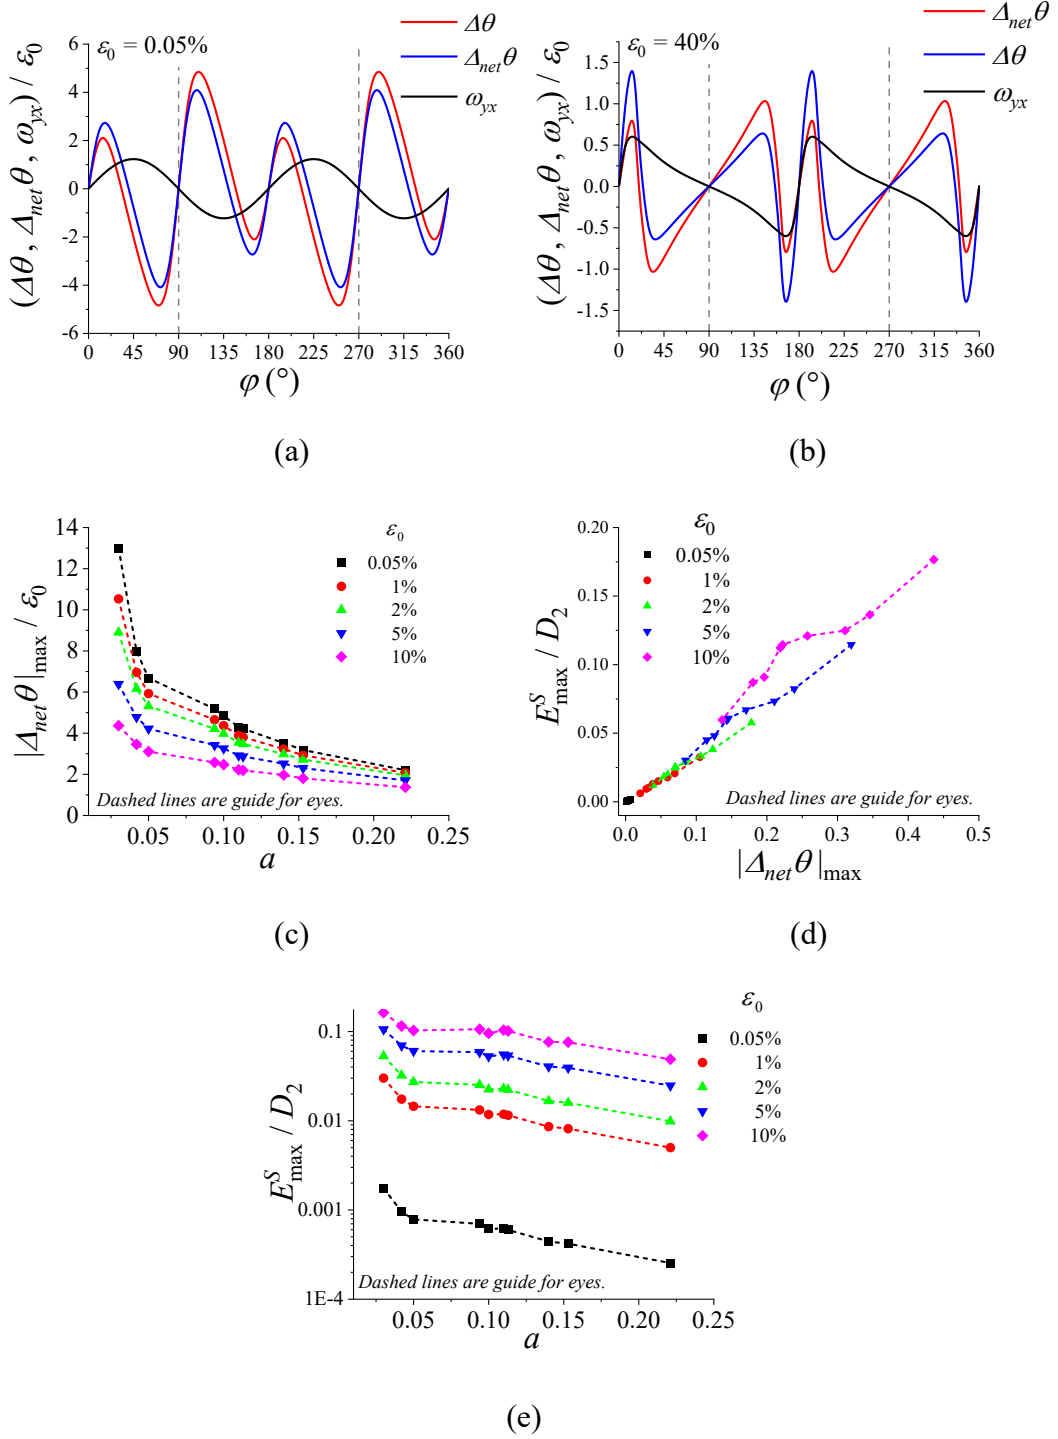 ε0 = 0.05%
Δθ
Δnetθ
ωyx
(Δθ , Δnetθ , ωyx) / ε0
6
4
2
0
-2
-4
-6
0 45 90 135 180 225 270 315 360
φ (°)
(a)
ε0 = 40%
Δnetθ
Δθ
ωyx
(Δθ , Δnetθ , ωyx) / ε0
1.5
1.0
0.5
0.0
-0.5
-1.0
-1.5
0 45 90 135 180 225 270 315 360
φ (°)
(b)
|Δnetθ|max / ε0
14
12
10
8
6
4
2
0
ε0
0.05%
1%
2%
5%
10%
Dashed lines are guide for eyes.
0.05 0.10 0.15 0.20 0.25
a
(c)
E^S_max / D2
0.20
0.15
0.10
0.05
0.00
ε0
0.05%
1%
2%
5%
10%
Dashed lines are guide for eyes.
0.0 0.1 0.2 0.3 0.4 0.5
|Δnetθ|max
(d)
E^S_max / D2
0.1
0.01
0.001
1E-4
ε0
0.05%
1%
2%
5%
10%
Dashed lines are guide for eyes.
0.05 0.10 0.15 0.20 0.25
a
(e)